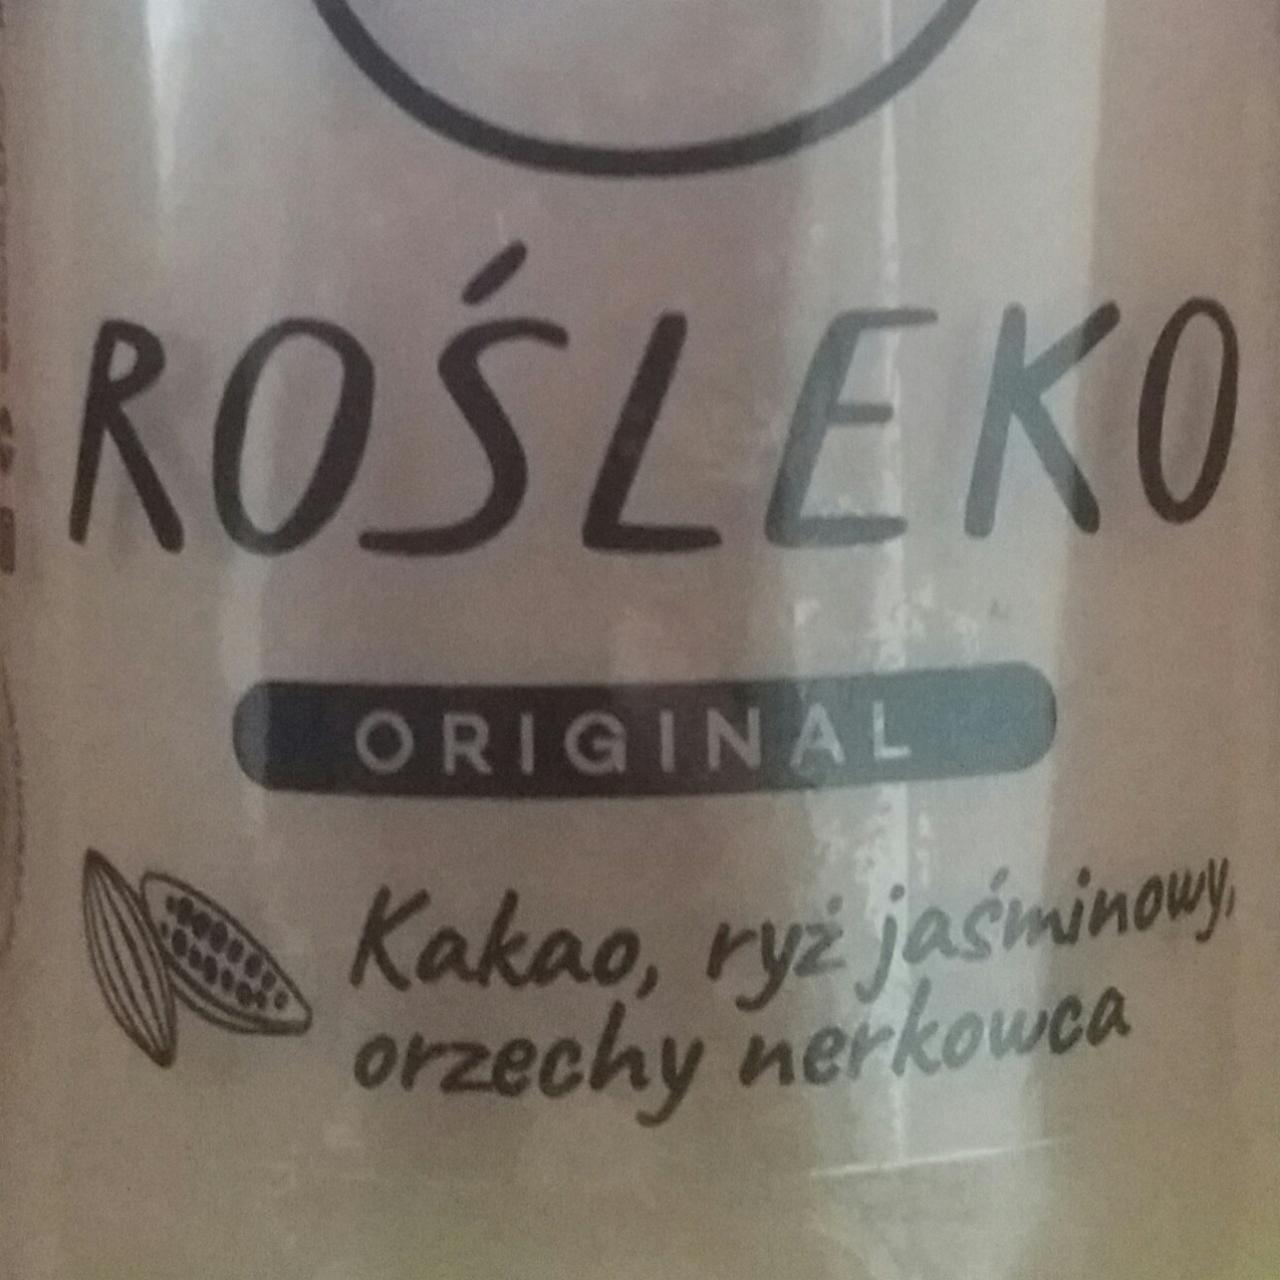 ROŚLEKO
ORIGINAL
Kakao, ryż jaśminowy,
orzechy nerkowca